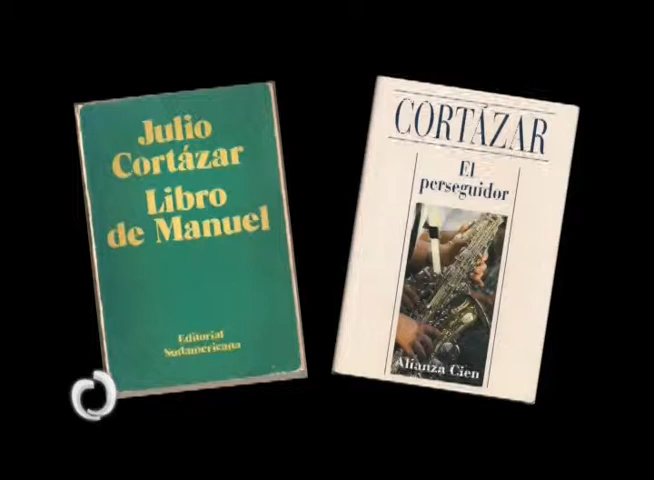 Julio
Cortázar
Libro
de Manuel
Editorial
Sudamericana
CORTÁZAR
El
perseguidor
Alianza Cien